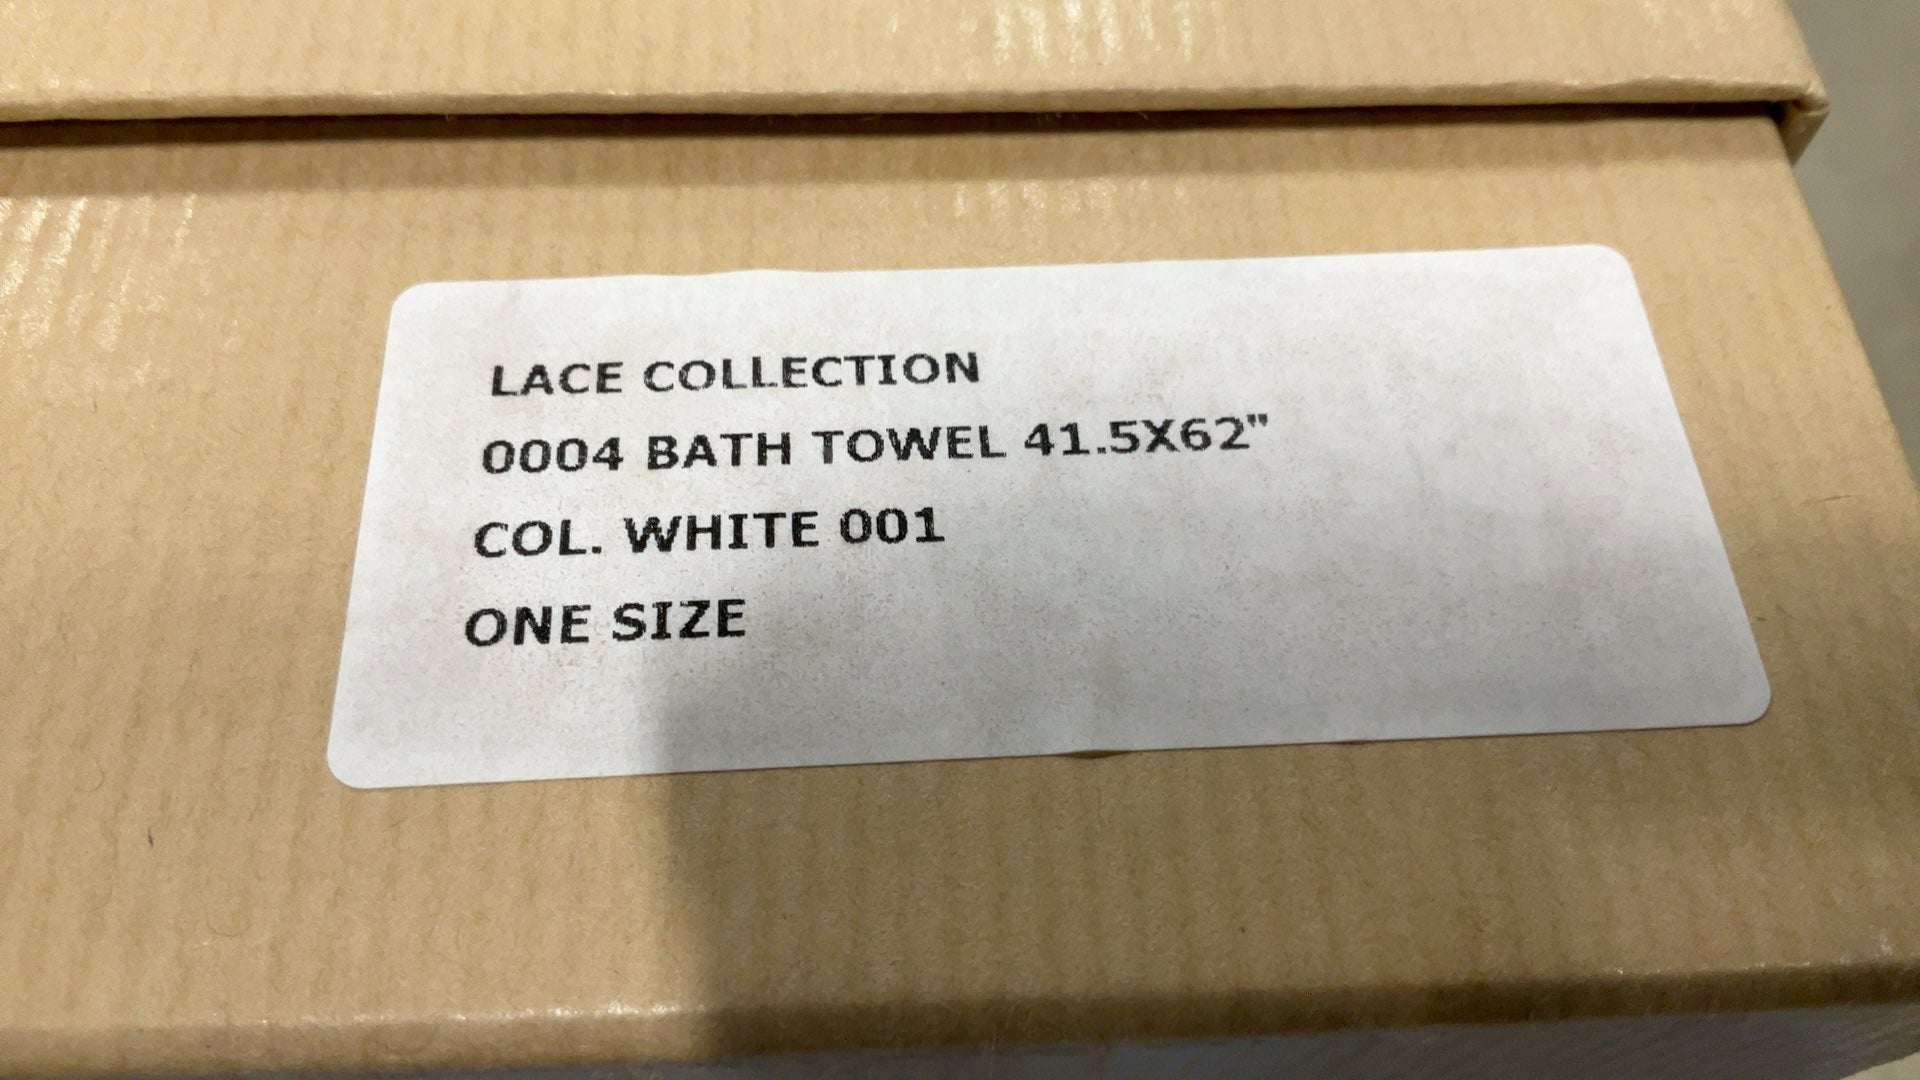 LACE COLLECTION
0004 BATH TOWEL 41.5X62"
COL. WHITE 001
ONE SIZE